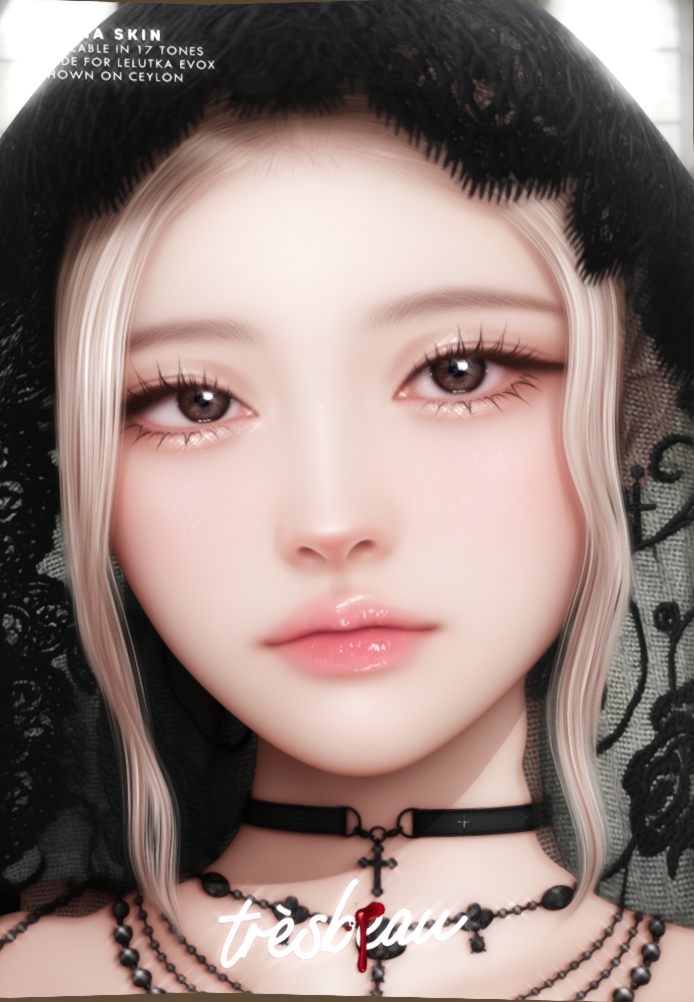 SKIN
IN 17 TONES
FOR LELUTKA EVOX
ON CEYLON
trèsbeau